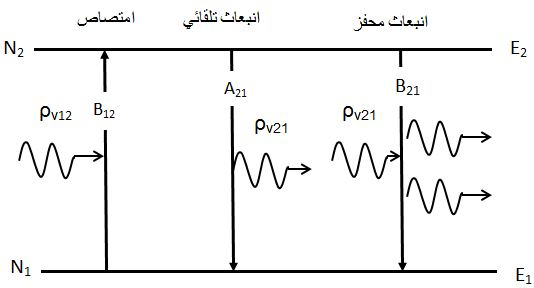 امتصاص
انبعاث تلقائي
انبعاث محفز
N2
E2
A21
B21
B12
ρv12
ρv21
ρv21
N1
E1